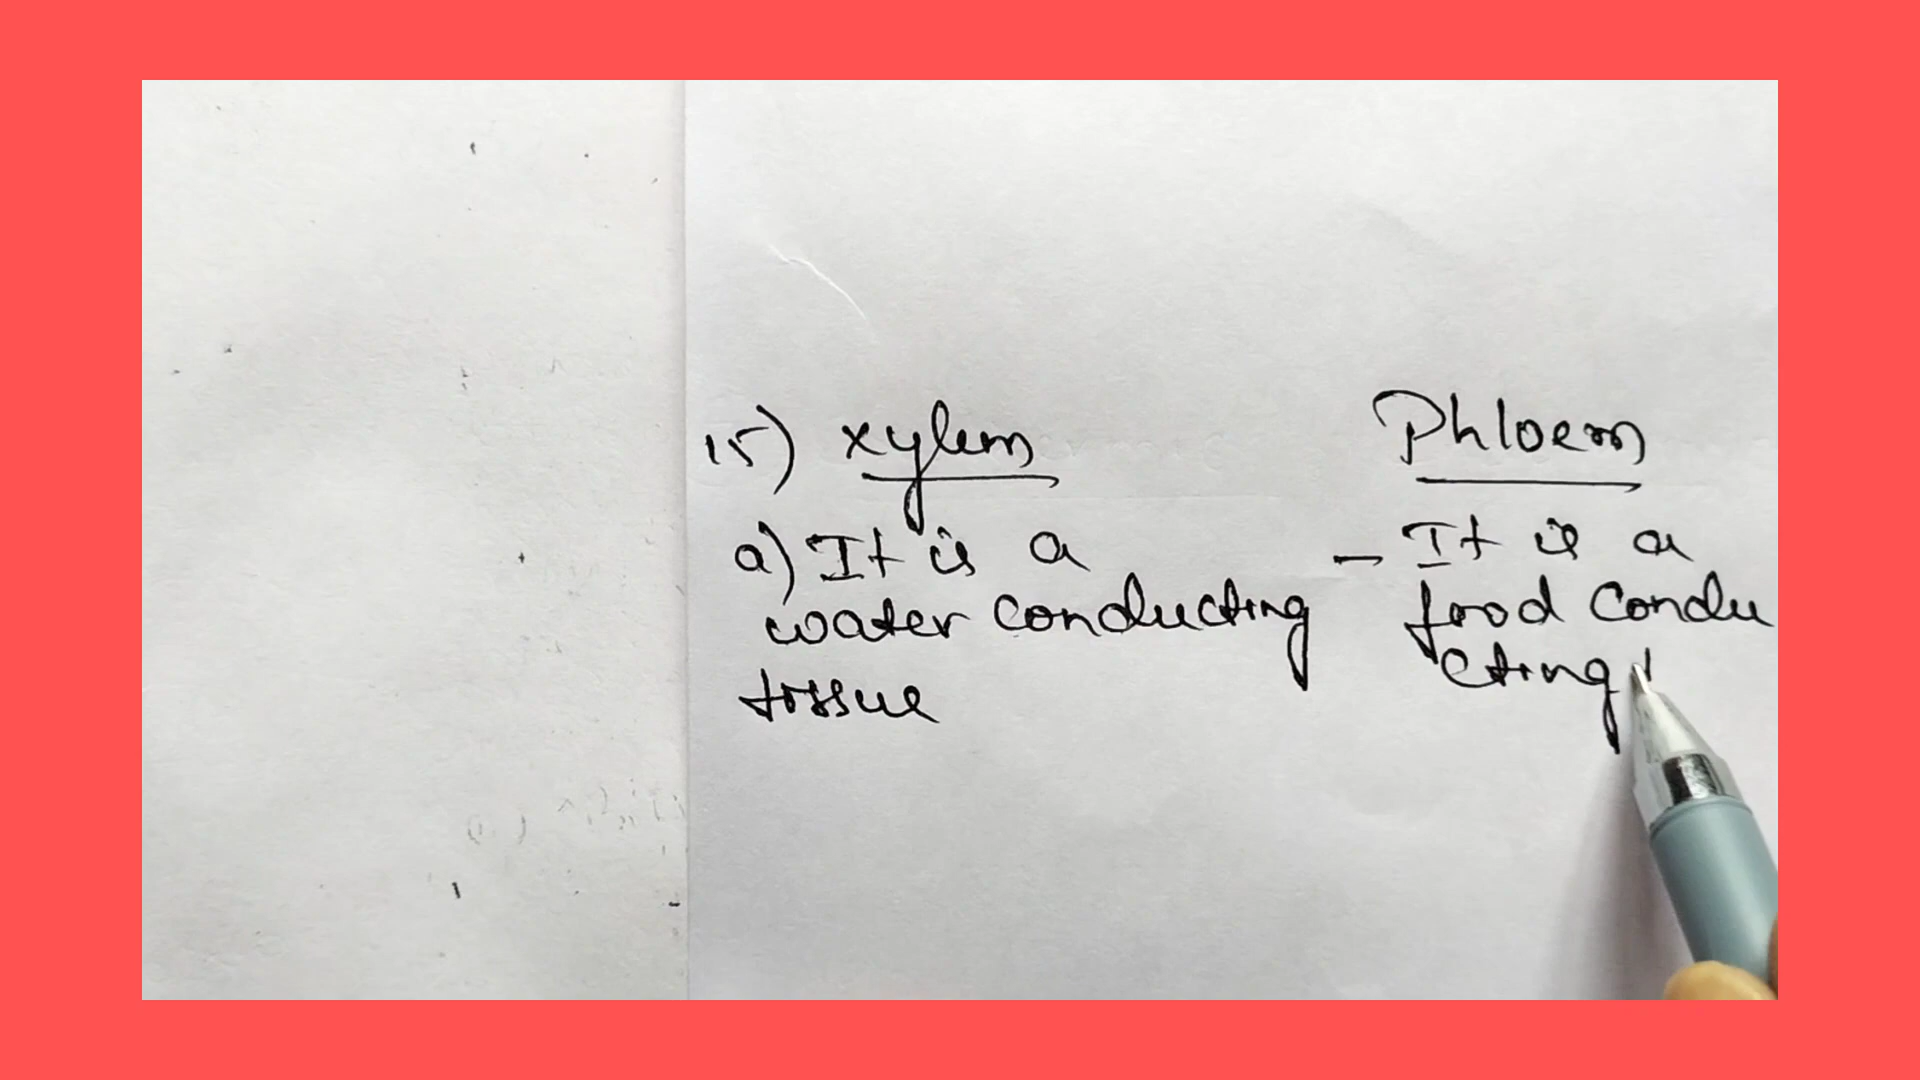 15) xylem Phloem
a) It is a - It is a
water conducting food condu
tissue cting